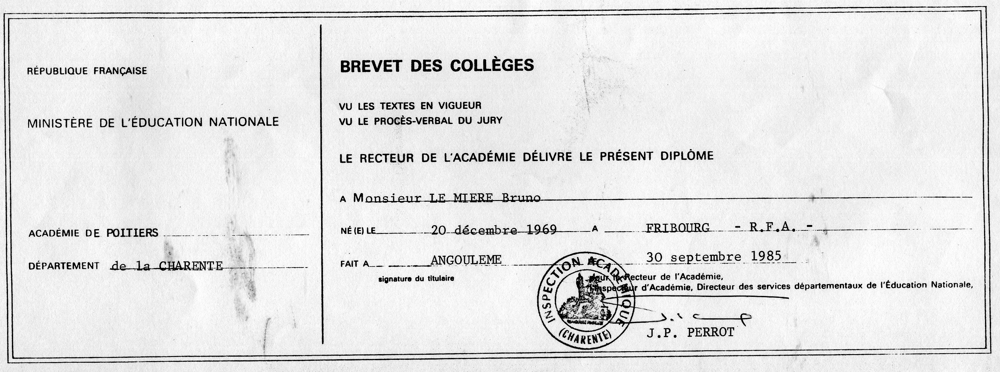 RÉPUBLIQUE FRANÇAISE
MINISTÈRE DE L'ÉDUCATION NATIONALE
ACADÉMIE DE POITIERS
DÉPARTEMENT de la CHARENTE
BREVET DES COLLÈGES
VU LES TEXTES EN VIGUEUR
VU LE PROCÈS-VERBAL DU JURY
LE RECTEUR DE L'ACADÉMIE DÉLIVRE LE PRÉSENT DIPLÔME
A Monsieur LE MIERE Bruno
NÉ(E) LE 20 décembre 1969 A FRIBOURG - R.F.A. -
FAIT A ANGOULEME LE 30 septembre 1985
signature du titulaire
pour le Recteur de l'Académie,
l'Inspecteur d'Académie, Directeur des services départementaux de l'Éducation Nationale,
INSPECTION ACADÉMIQUE
(CHARENTE)
J.P. PERROT